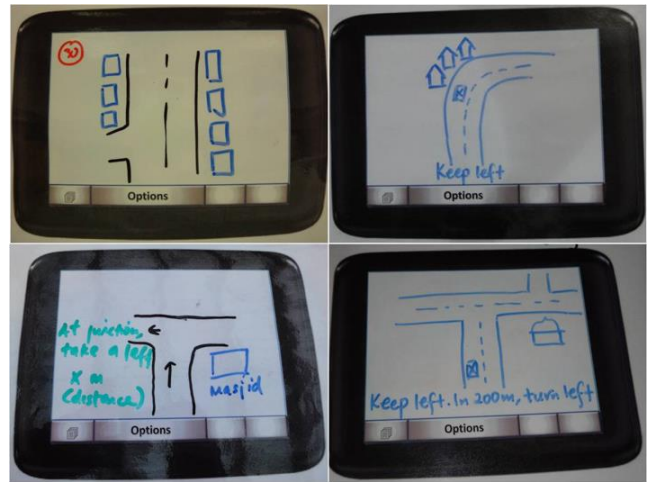 30
Options
Keep left
Options
At junction,
take a left
X m
(distance)
masjid
Options
Keep left. In 200m, turn left
Options